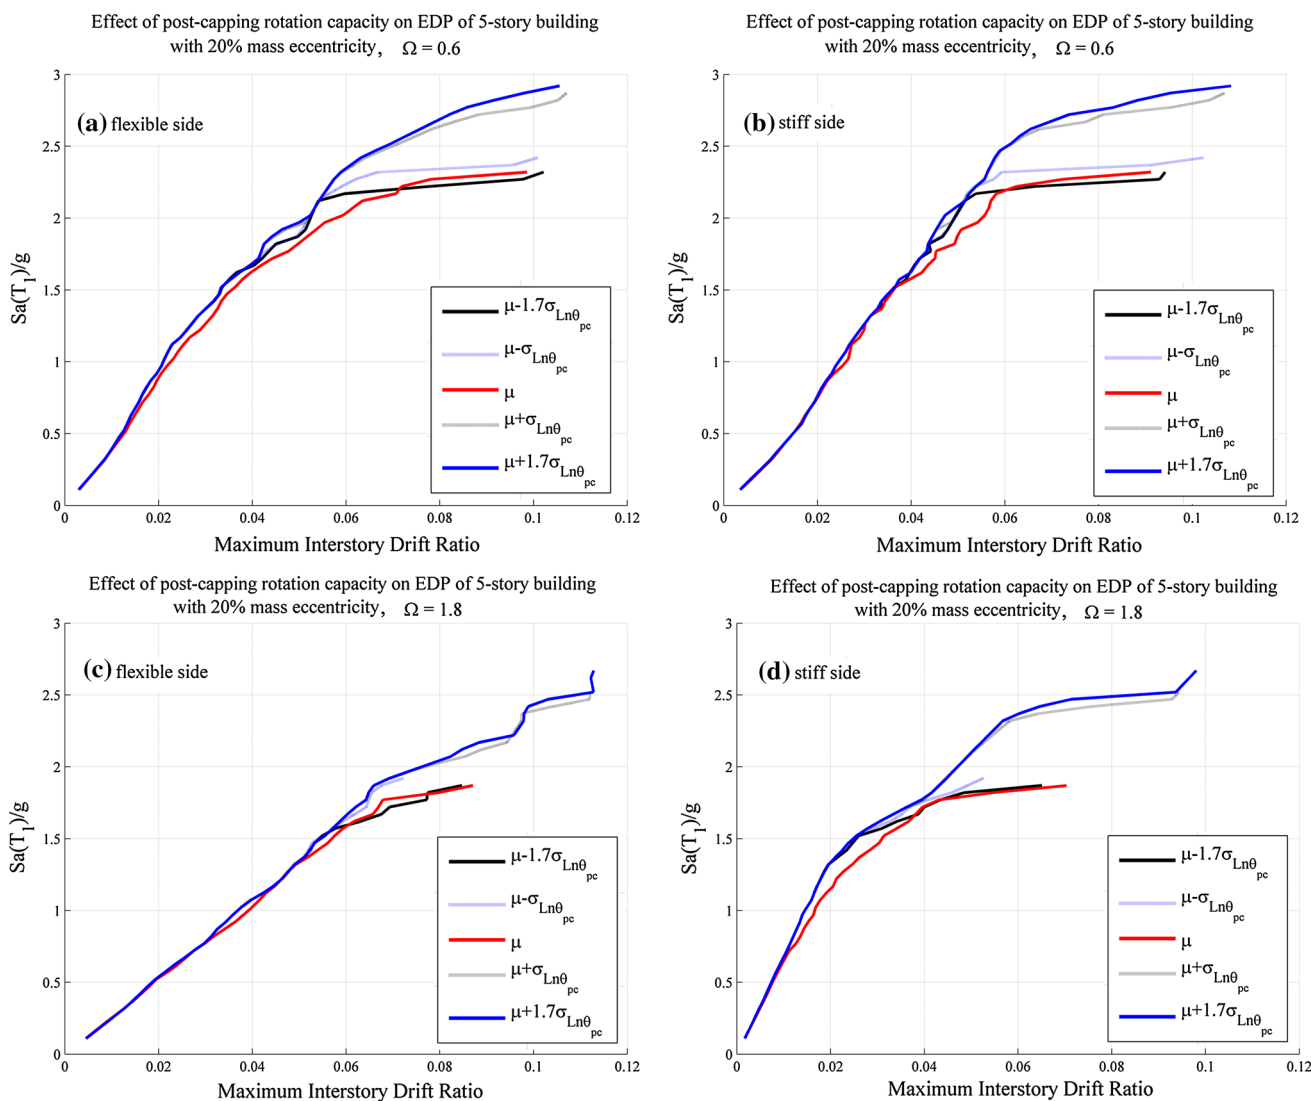 Effect of post-capping rotation capacity on EDP of 5-story building
with 20% mass eccentricity, Ω = 0.6
(a) flexible side
Sa(T1)/g
3
2.5
2
1.5
1
0.5
0
0 0.02 0.04 0.06 0.08 0.1 0.12
Maximum Interstory Drift Ratio
μ-1.7σLnθpc
μ-σLnθpc
μ
μ+σLnθpc
μ+1.7σLnθpc
Effect of post-capping rotation capacity on EDP of 5-story building
with 20% mass eccentricity, Ω = 0.6
(b) stiff side
Sa(T1)/g
3
2.5
2
1.5
1
0.5
0
0.02 0.04 0.06 0.08 0.1 0.12
Maximum Interstory Drift Ratio
μ-1.7σLnθpc
μ-σLnθpc
μ
μ+σLnθpc
μ+1.7σLnθpc
Effect of post-capping rotation capacity on EDP of 5-story building
with 20% mass eccentricity, Ω = 1.8
(c) flexible side
Sa(T1)/g
3
2.5
2
1.5
1
0.5
0
0 0.02 0.04 0.06 0.08 0.1 0.12
Maximum Interstory Drift Ratio
μ-1.7σLnθpc
μ-σLnθpc
μ
μ+σLnθpc
μ+1.7σLnθpc
Effect of post-capping rotation capacity on EDP of 5-story building
with 20% mass eccentricity, Ω = 1.8
(d) stiff side
Sa(T1)/g
3
2.5
2
1.5
1
0.5
0
0 0.02 0.04 0.06 0.08 0.1 0.12
Maximum Interstory Drift Ratio
μ-1.7σLnθpc
μ-σLnθpc
μ
μ+σLnθpc
μ+1.7σLnθpc